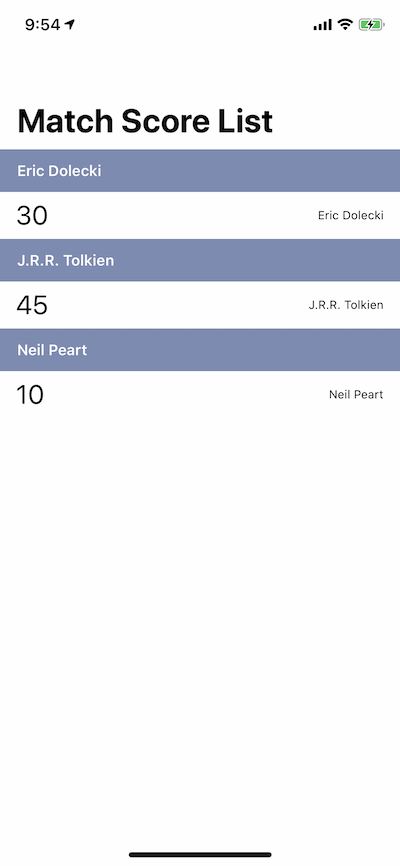 9:54
Match Score List
Eric Dolecki
30 Eric Dolecki
J.R.R. Tolkien
45 J.R.R. Tolkien
Neil Peart
10 Neil Peart